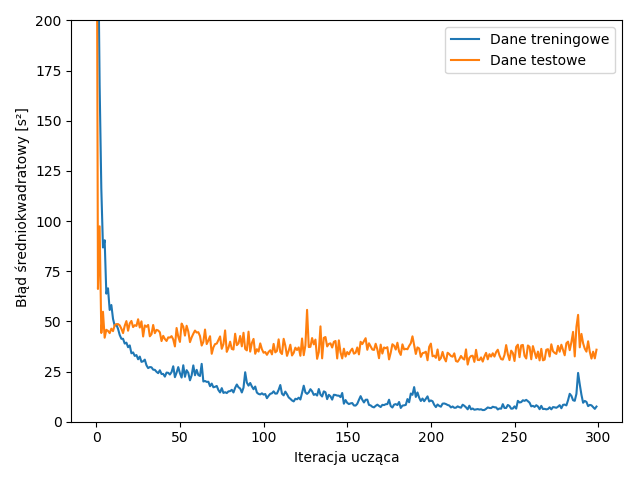 200
175
150
125
100
75
50
25
0
Błąd średniokwadratowy [s²]
Dane treningowe
Dane testowe
0 50 100 150 200 250 300
Iteracja ucząca